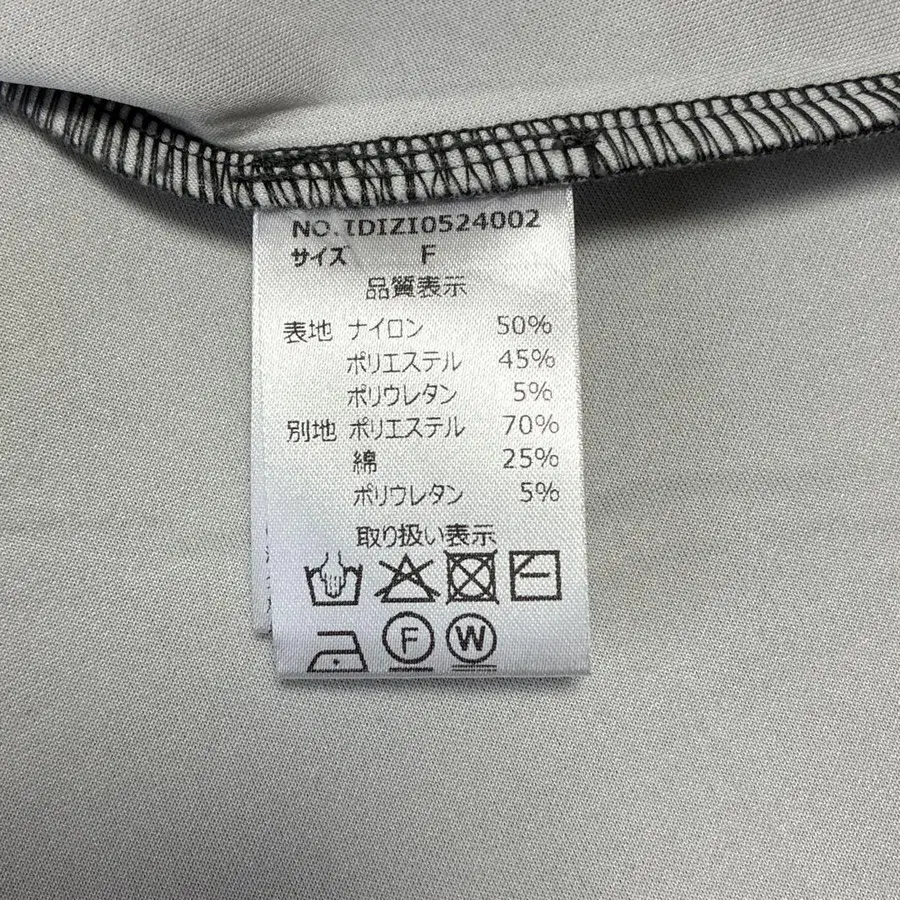 NO.IDIZI0524002
サイズ F
品質表示
表地 ナイロン 50%
ポリエステル 45%
ポリウレタン 5%
別地 ポリエステル 70%
綿 25%
ポリウレタン 5%
取り扱い表示
F W